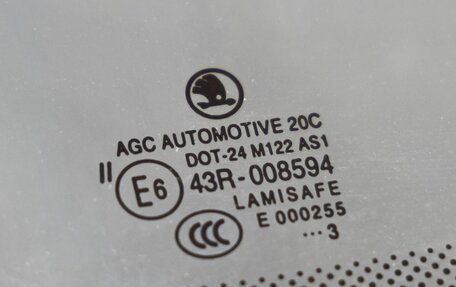 AGC AUTOMOTIVE 20C
DOT-24 M122 AS1
II E6 43R-008594
LAMISAFE
CCC E 000255
...3